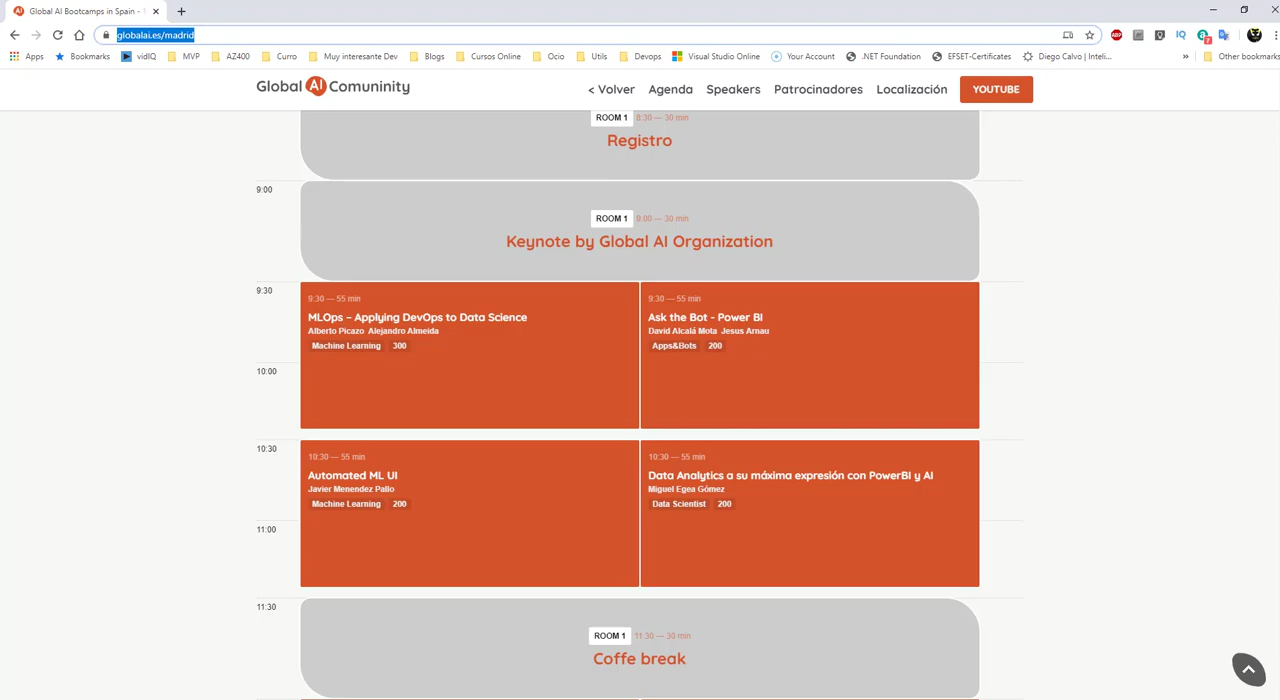 Global AI Bootcamps in Spain -
globalai.es/madrid
Apps Bookmarks vidIQ MVP AZ400 Curro Muy interesante Dev Blogs Cursos Online Ocio Utils Devops Visual Studio Online Your Account .NET Foundation EFSET-Certificates Diego Calvo | Inteli... » Other bookmarks
Global AI Comuninity
< Volver Agenda Speakers Patrocinadores Localización YOUTUBE
ROOM 1 8:30 — 30 min
Registro
9:00
ROOM 1 9:00 — 30 min
Keynote by Global AI Organization
9:30
9:30 — 55 min
MLOps – Applying DevOps to Data Science
Alberto Picazo Alejandro Almeida
Machine Learning 300
9:30 — 55 min
Ask the Bot - Power BI
David Alcalá Mota Jesus Arnau
Apps&Bots 200
10:00
10:30
10:30 — 55 min
Automated ML UI
Javier Menendez Pallo
Machine Learning 200
10:30 — 55 min
Data Analytics a su máxima expresión con PowerBI y AI
Miguel Egea Gómez
Data Scientist 200
11:00
11:30
ROOM 1 11:30 — 30 min
Coffe break